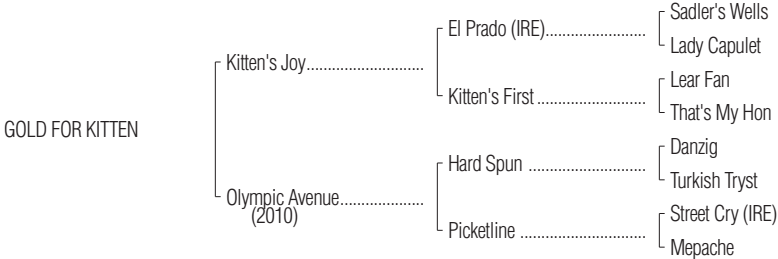 Sadler's Wells
El Prado (IRE)........................
Lady Capulet
Kitten's Joy............................
Lear Fan
Kitten's First..........................
That's My Hon
GOLD FOR KITTEN
Danzig
Hard Spun............................
Turkish Tryst
Olympic Avenue....................
(2010)
Street Cry (IRE)
Picketline..............................
Mepache